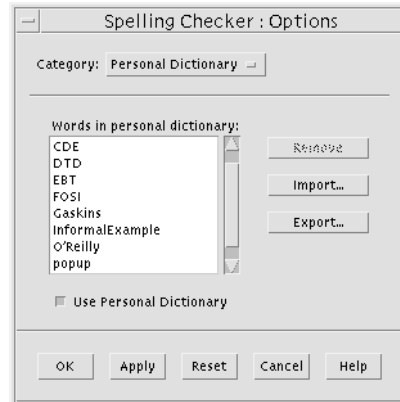 Spelling Checker : Options
Category: Personal Dictionary
Words in personal dictionary:
CDE
DTD
EBT
FOSI
Gaskins
InformalExample
O'Reilly
popup
Remove
Import...
Export...
Use Personal Dictionary
OK Apply Reset Cancel Help